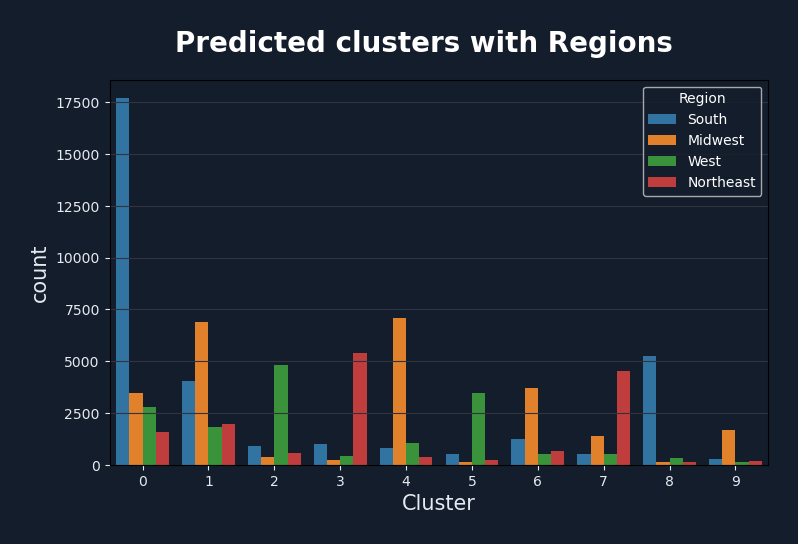 Predicted clusters with Regions
Region
South
Midwest
West
Northeast
17500
15000
12500
10000
7500
5000
2500
0
count
0 1 2 3 4 5 6 7 8 9
Cluster